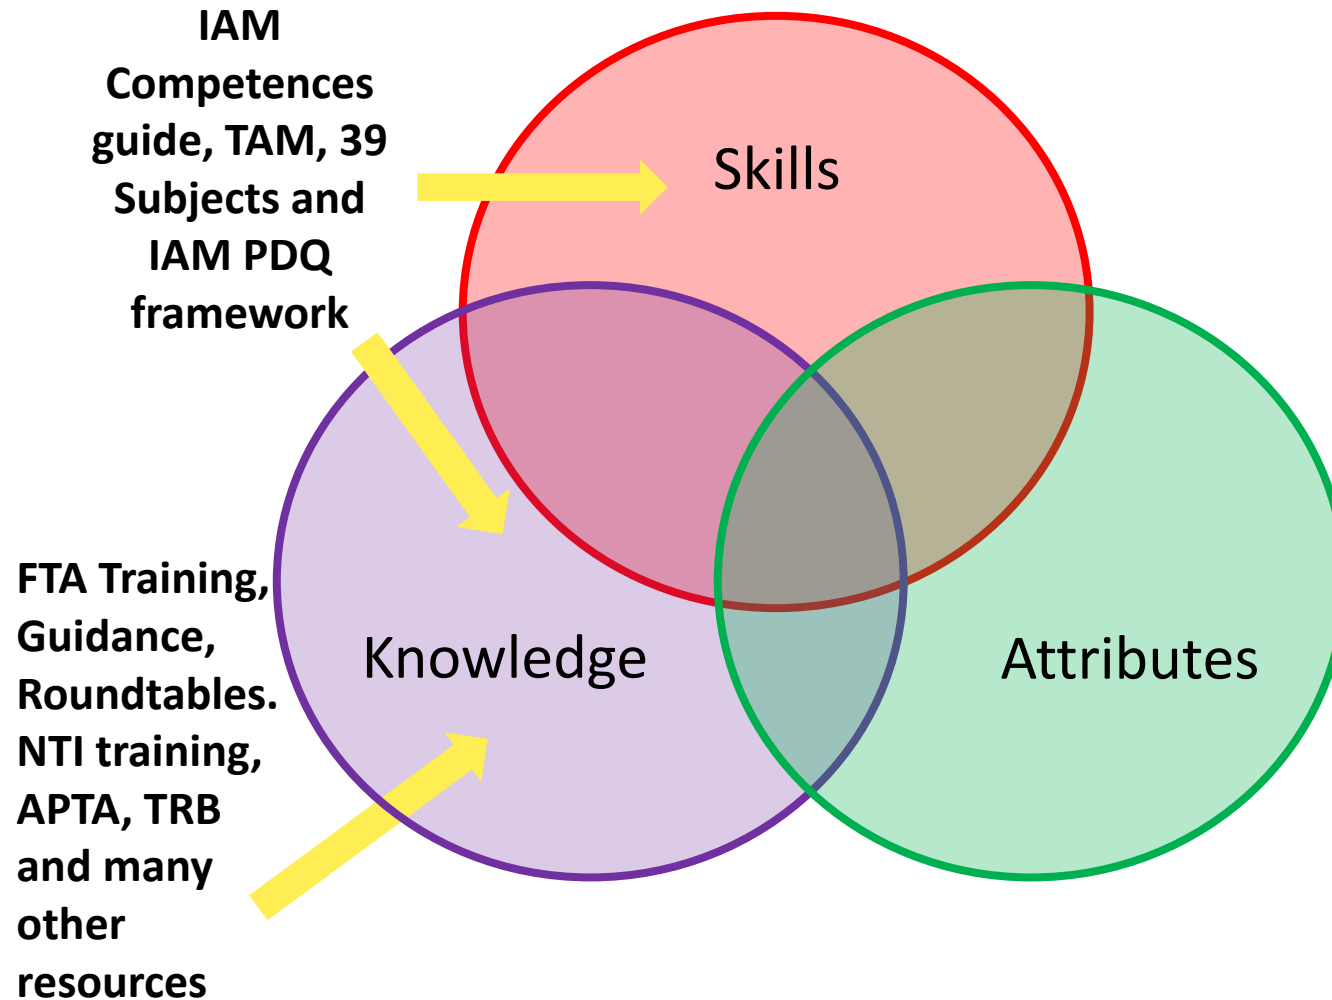 IAM
Competences
guide, TAM, 39
Subjects and
IAM PDQ
framework
Skills
FTA Training,
Guidance,
Roundtables.
NTI training,
APTA, TRB
and many
other
resources
Knowledge
Attributes